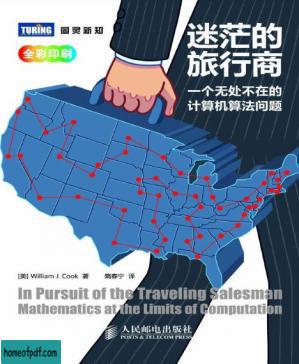 TURING
图灵新知
全彩印刷
迷茫的
旅行商
一个无处不在的
计算机算法问题
[美] William J. Cook 著
隋春宁 译
In Pursuit of the Traveling Salesman
Mathematics at the Limits of Computation
人民邮电出版社
POSTS & TELECOM PRESS
homeofpdf.com